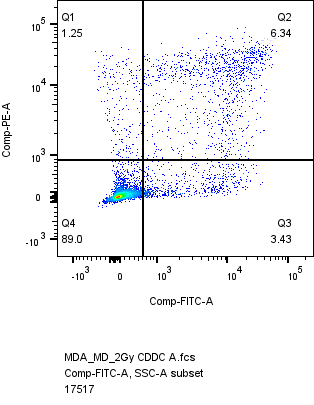 Q1
1.25
Q2
6.34
10^5
10^4
10^3
0
-10^3
Comp-PE-A
Q4
89.0
Q3
3.43
-10^3
0
10^3
10^4
10^5
Comp-FITC-A
MDA_MD_2Gy CDDC A.fcs
Comp-FITC-A, SSC-A subset
17517